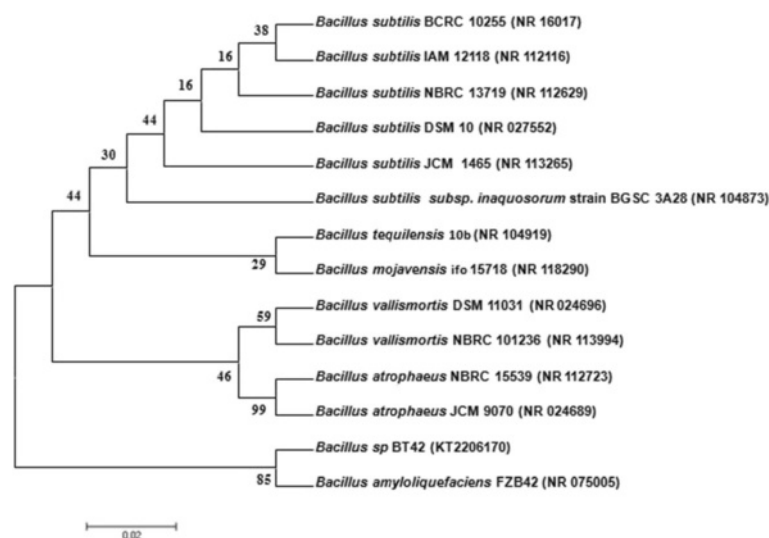 38
Bacillus subtilis BCRC 10255 (NR 16017)
16
Bacillus subtilis IAM 12118 (NR 112116)
16
Bacillus subtilis NBRC 13719 (NR 112629)
44
Bacillus subtilis DSM 10 (NR 027552)
30
Bacillus subtilis JCM 1465 (NR 113265)
44
Bacillus subtilis subsp. inaquosorum strain BGSC 3A28 (NR 104873)
Bacillus tequilensis 10b (NR 104919)
29
Bacillus mojavensis ifo 15718 (NR 118290)
Bacillus vailismortis DSM 11031 (NR 024696)
59
Bacillus vailismortis NBRC 101236 (NR 113994)
46
Bacillus atrophaeus NBRC 15539 (NR 112723)
99
Bacillus atrophaeus JCM 9070 (NR 024689)
Bacillus sp BT42 (KT2206170)
85
Bacillus amyloliquefaciens FZB42 (NR 075005)
0.02